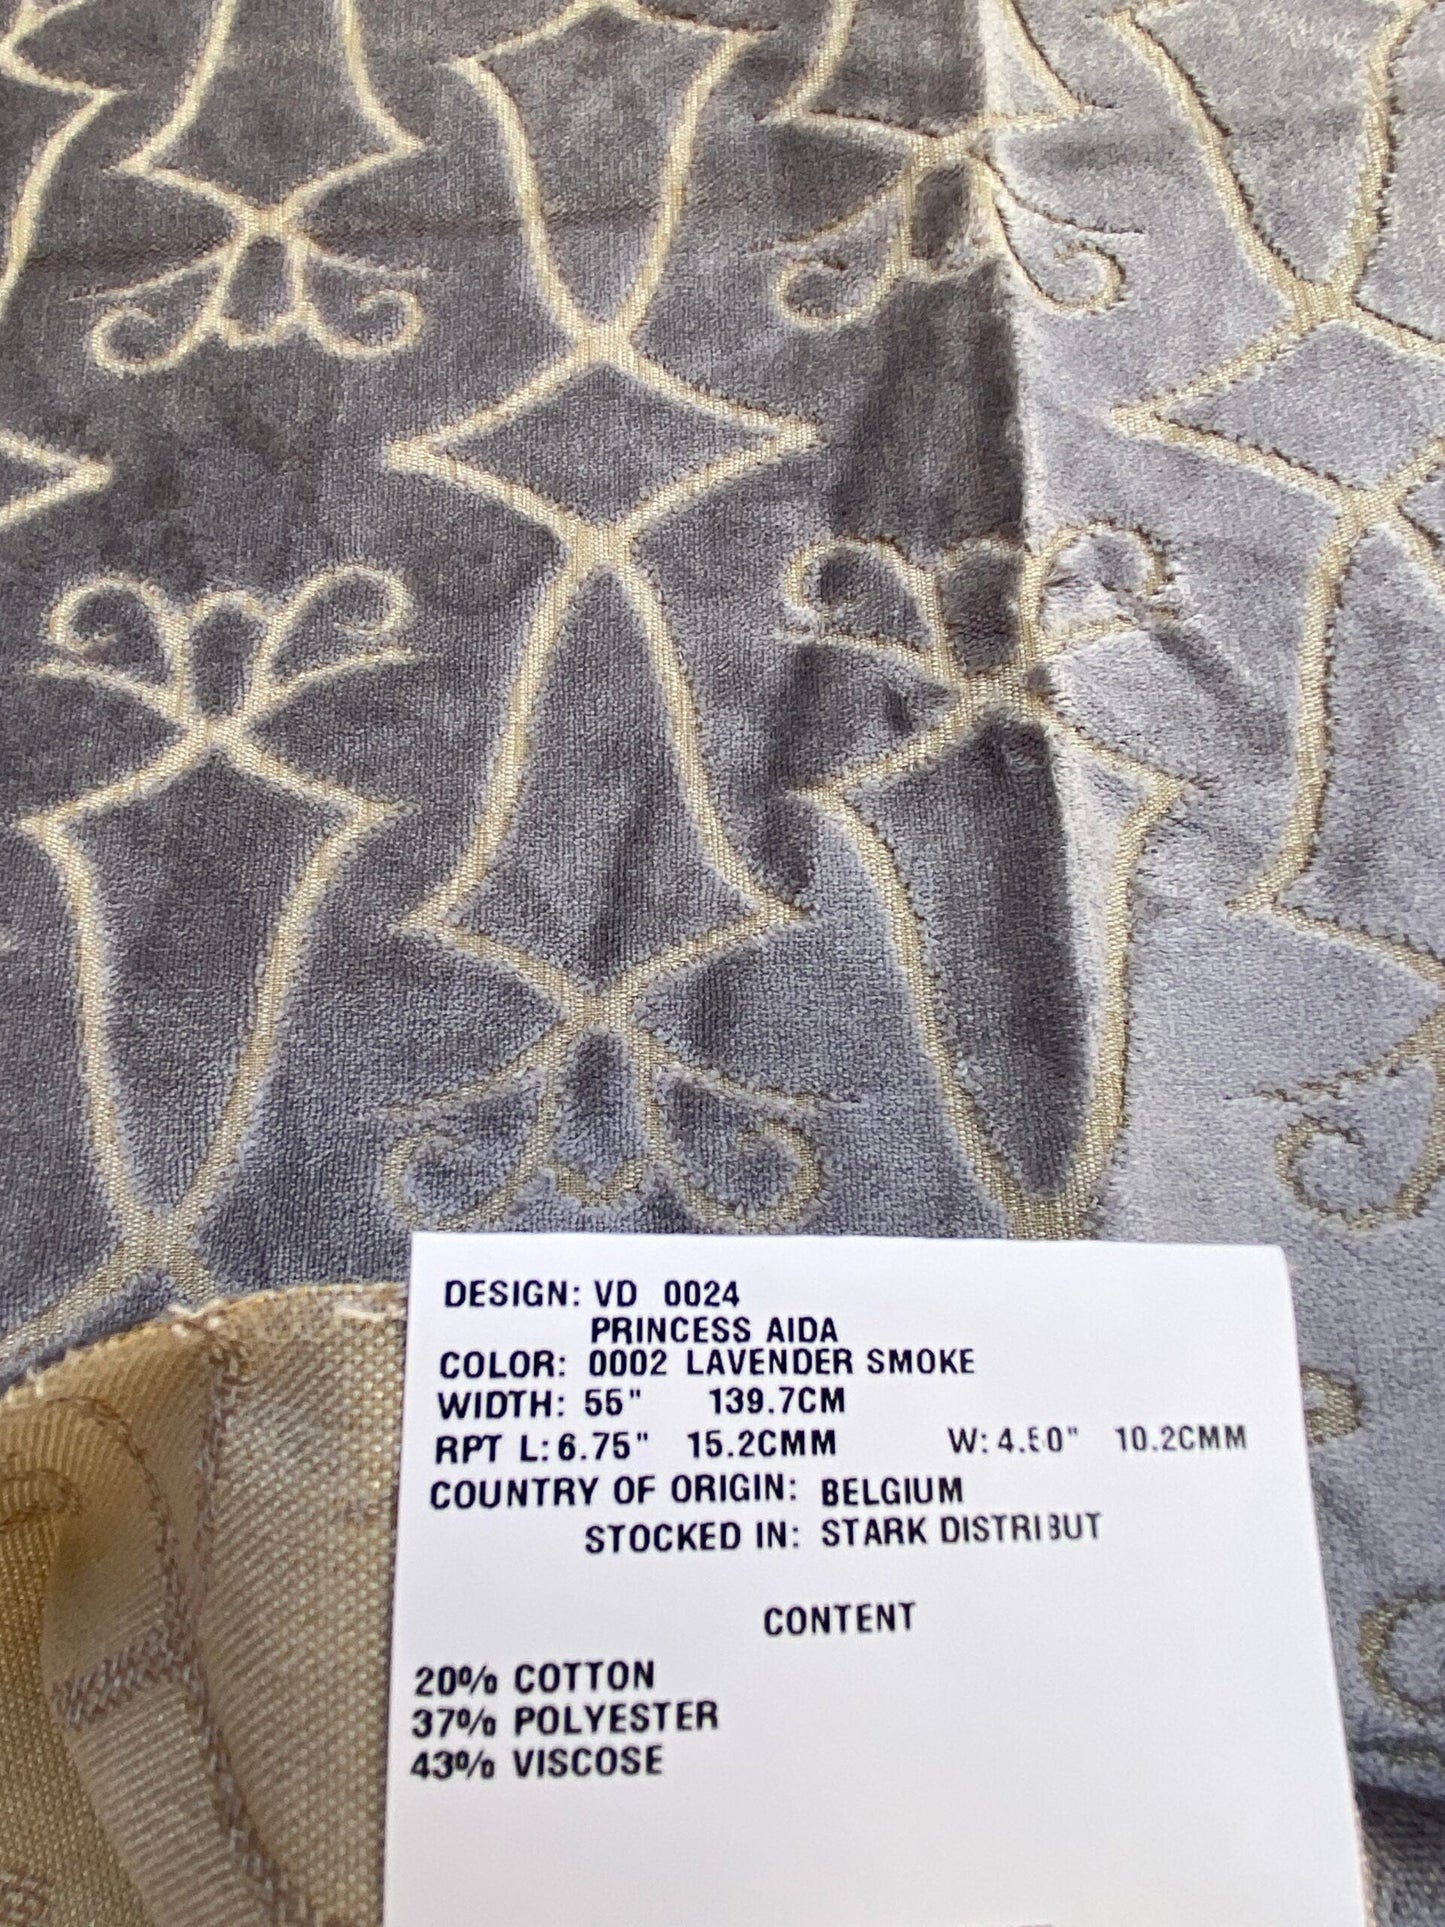 DESIGN: VD 0024
PRINCESS AIDA
COLOR: 0002 LAVENDER SMOKE
WIDTH: 55" 139.7CM
RPT L: 6.75" 15.2CMM W: 4.50" 10.2CMM
COUNTRY OF ORIGIN: BELGIUM
STOCKED IN: STARK DISTRIBUT
CONTENT
20% COTTON
37% POLYESTER
43% VISCOSE